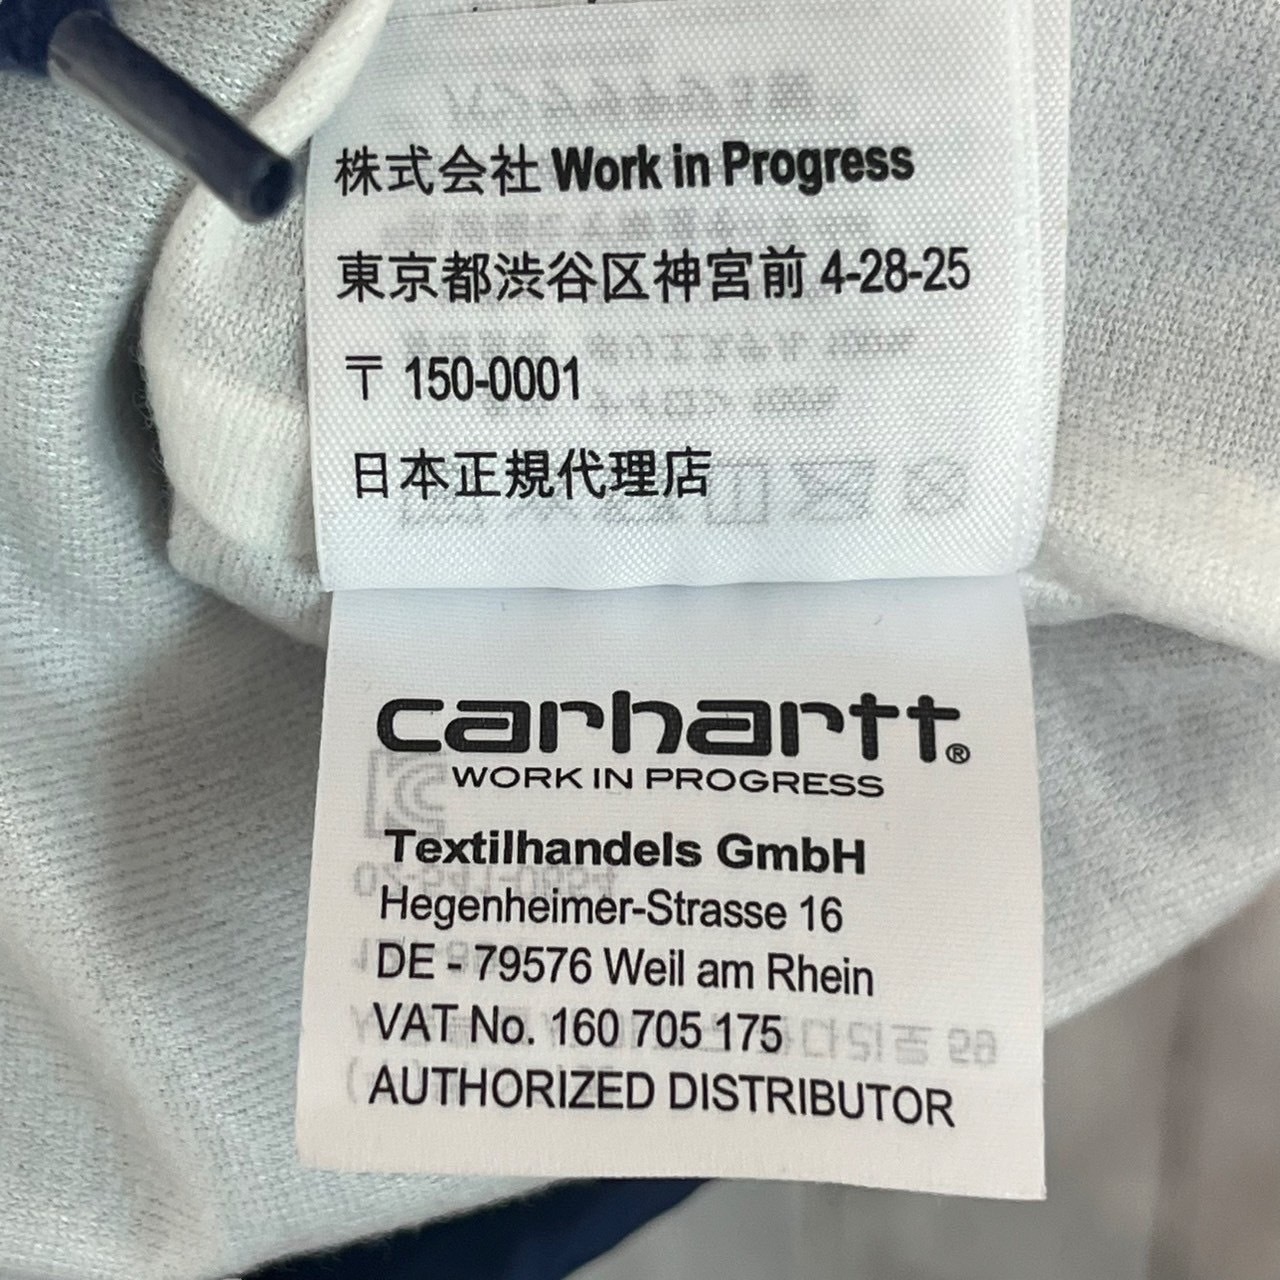 株式会社 Work in Progress
東京都渋谷区神宮前 4-28-25
〒 150-0001
日本正規代理店
carhartt®
WORK IN PROGRESS
Textilhandels GmbH
Hegenheimer-Strasse 16
DE - 79576 Weil am Rhein
VAT No. 160 705 175
AUTHORIZED DISTRIBUTOR